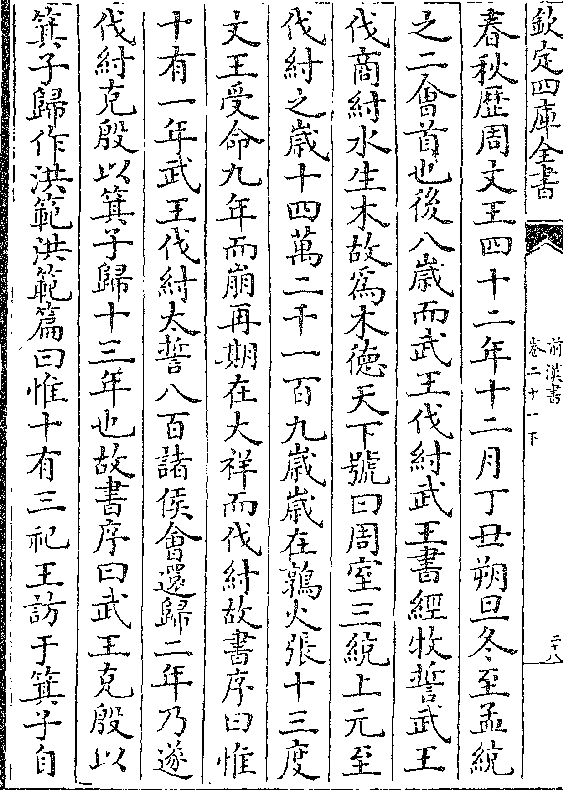 欽定四庫全書
前漢書
卷二十一下
二十八
春秋歴周文王四十二年十二月丁丑朔旦冬至孟統
之二會首也後八歲而武王伐紂武王書經牧誓武王
伐商紂水生木故爲木德天下號曰周室三統上元至
伐紂之歲十四萬二千一百九歲歲在鶉火張十三度
文王受命九年而崩再期在大祥而伐紂故書序曰惟
十有一年武王伐紂太誓八百諸侯會還歸二年乃遂
伐紂克殷以箕子歸十三年也故書序曰武王克殷以
箕子歸作洪範洪範篇曰惟十有三祀王訪于箕子自